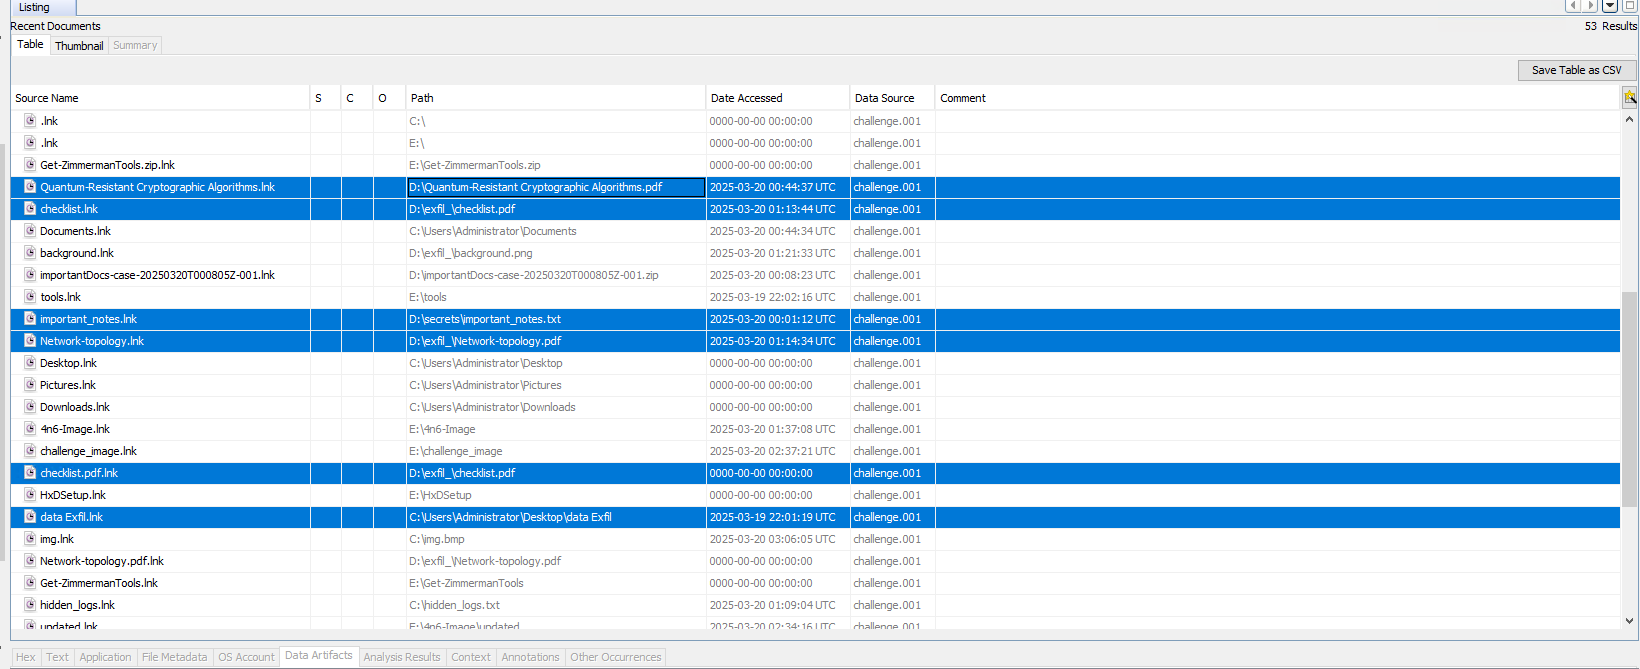 Listing
Recent Documents 53 Results
Table Thumbnail Summary
Save Table as CSV
Source Name S C O Path Date Accessed Data Source Comment
.lnk C:\ 0000-00-00 00:00:00 challenge.001
.lnk E:\ 0000-00-00 00:00:00 challenge.001
Get-ZimmermanTools.zip.lnk E:\Get-ZimmermanTools.zip 0000-00-00 00:00:00 challenge.001
Quantum-Resistant Cryptographic Algorithms.lnk D:\Quantum-Resistant Cryptographic Algorithms.pdf 2025-03-20 00:44:37 UTC challenge.001
checklist.lnk D:\exfil_\checklist.pdf 2025-03-20 01:13:44 UTC challenge.001
Documents.lnk C:\Users\Administrator\Documents 2025-03-20 00:44:34 UTC challenge.001
background.lnk D:\exfil_\background.png 2025-03-20 01:21:33 UTC challenge.001
importantDocs-case-20250320T000805Z-001.lnk D:\importantDocs-case-20250320T000805Z-001.zip 2025-03-20 00:08:23 UTC challenge.001
tools.lnk E:\tools 2025-03-19 22:02:16 UTC challenge.001
important_notes.lnk D:\secrets\important_notes.txt 2025-03-20 00:01:12 UTC challenge.001
Network-topology.lnk D:\exfil_\Network-topology.pdf 2025-03-20 01:14:34 UTC challenge.001
Desktop.lnk C:\Users\Administrator\Desktop 0000-00-00 00:00:00 challenge.001
Pictures.lnk C:\Users\Administrator\Pictures 0000-00-00 00:00:00 challenge.001
Downloads.lnk C:\Users\Administrator\Downloads 0000-00-00 00:00:00 challenge.001
4n6-Image.lnk E:\4n6-Image 2025-03-20 01:37:08 UTC challenge.001
challenge_image.lnk E:\challenge_image 2025-03-20 02:37:21 UTC challenge.001
checklist.pdf.lnk D:\exfil_\checklist.pdf 0000-00-00 00:00:00 challenge.001
HxDSetup.lnk E:\HxDSetup 0000-00-00 00:00:00 challenge.001
data Exfil.lnk C:\Users\Administrator\Desktop\data Exfil 2025-03-19 22:01:19 UTC challenge.001
img.lnk C:\img.bmp 2025-03-20 03:06:05 UTC challenge.001
Network-topology.pdf.lnk D:\exfil_\Network-topology.pdf 0000-00-00 00:00:00 challenge.001
Get-ZimmermanTools.lnk E:\Get-ZimmermanTools 0000-00-00 00:00:00 challenge.001
hidden_logs.lnk C:\hidden_logs.txt 2025-03-20 01:09:04 UTC challenge.001
updated.lnk E:\4n6-Image\updated 2025-03-20 02:34:16 UTC challenge.001
Hex Text Application File Metadata OS Account Data Artifacts Analysis Results Context Annotations Other Occurrences